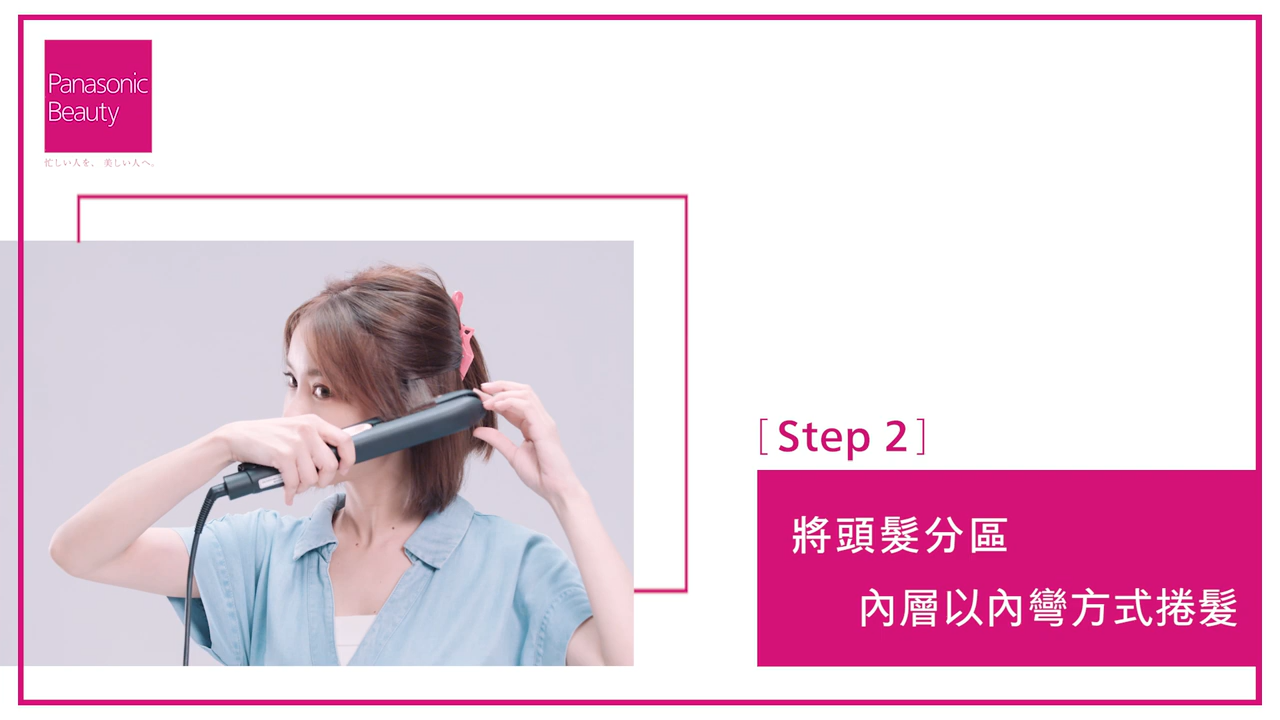 Panasonic
Beauty
忙しい人を、美しい人へ。
[ Step 2 ]
將頭髮分區
內層以內彎方式捲髮